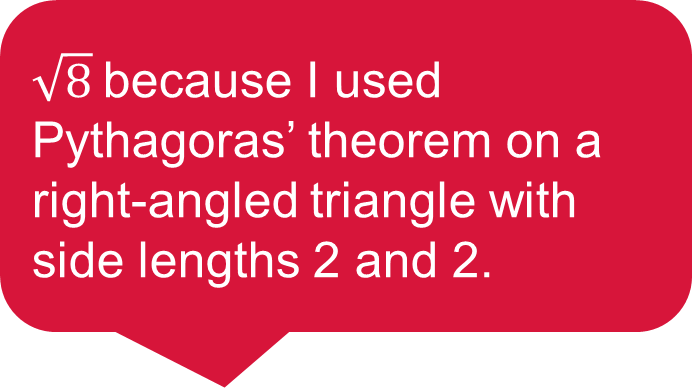 √8 because I used
Pythagoras’ theorem on a
right-angled triangle with
side lengths 2 and 2.